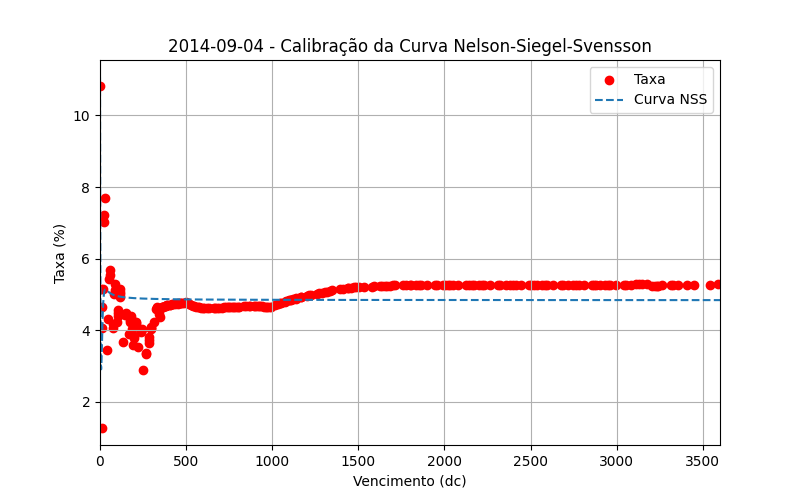 2014-09-04 - Calibração da Curva Nelson-Siegel-Svensson
Taxa
Curva NSS
Taxa (%)
10
8
6
4
2
0 500 1000 1500 2000 2500 3000 3500
Vencimento (dc)